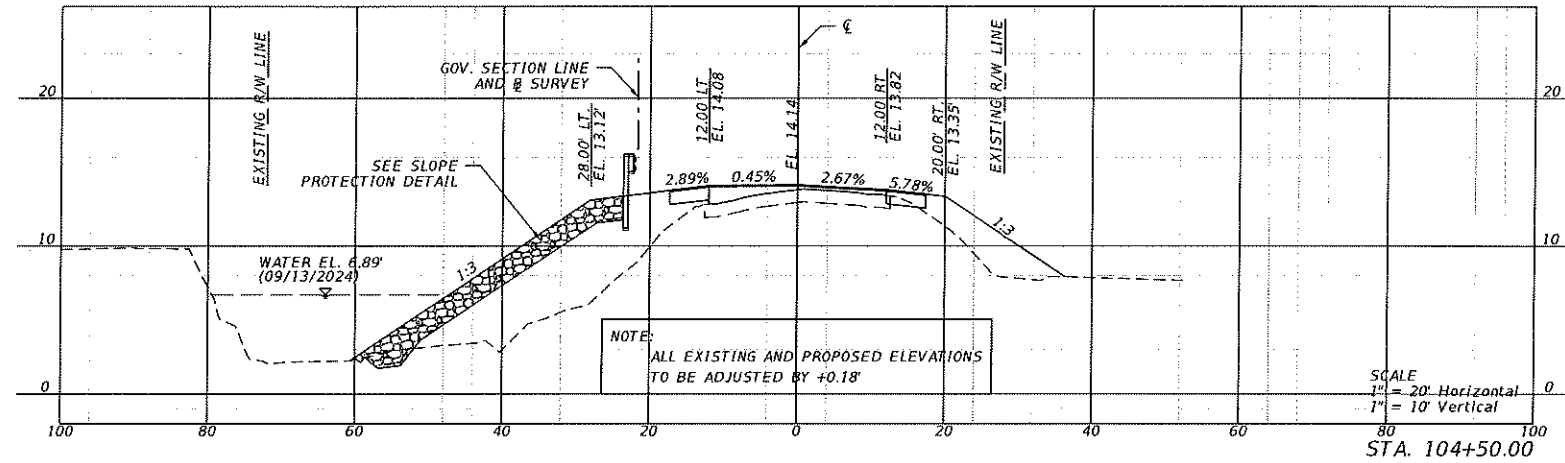 EXISTING R/W LINE
GOV. SECTION LINE
AND ⅊ SURVEY
℄
EXISTING R/W LINE
20
28.00' LT.
EL. 13.12'
12.00 LT
EL. 14.08
EL. 14.14
12.00 RT
EL. 13.82
20.00' RT.
EL. 13.35'
20
SEE SLOPE
PROTECTION DETAIL
2.89%
0.45%
2.67%
5.78%
10
1:3
1:3
10
WATER EL. 6.89'
(09/13/2024)
NOTE:
ALL EXISTING AND PROPOSED ELEVATIONS
TO BE ADJUSTED BY +0.18'
0
SCALE
1" = 20' Horizontal
1" = 10' Vertical
0
100
80
60
40
20
0
20
40
60
80
100
STA. 104+50.00